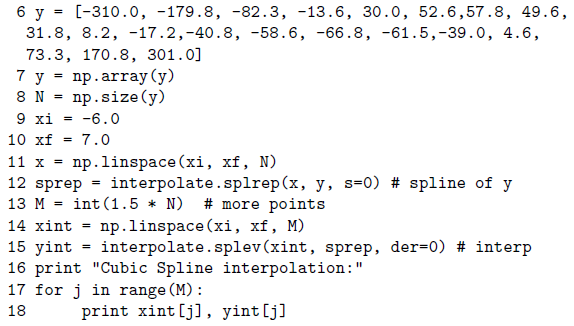 6 y = [-310.0, -179.8, -82.3, -13.6, 30.0, 52.6,57.8, 49.6,
31.8, 8.2, -17.2,-40.8, -58.6, -66.8, -61.5,-39.0, 4.6,
73.3, 170.8, 301.0]
7 y = np.array(y)
8 N = np.size(y)
9 xi = -6.0
10 xf = 7.0
11 x = np.linspace(xi, xf, N)
12 sprep = interpolate.splrep(x, y, s=0) # spline of y
13 M = int(1.5 * N)  # more points
14 xint = np.linspace(xi, xf, M)
15 yint = interpolate.splev(xint, sprep, der=0) # interp
16 print "Cubic Spline interpolation:"
17 for j in range(M):
18     print xint[j], yint[j]